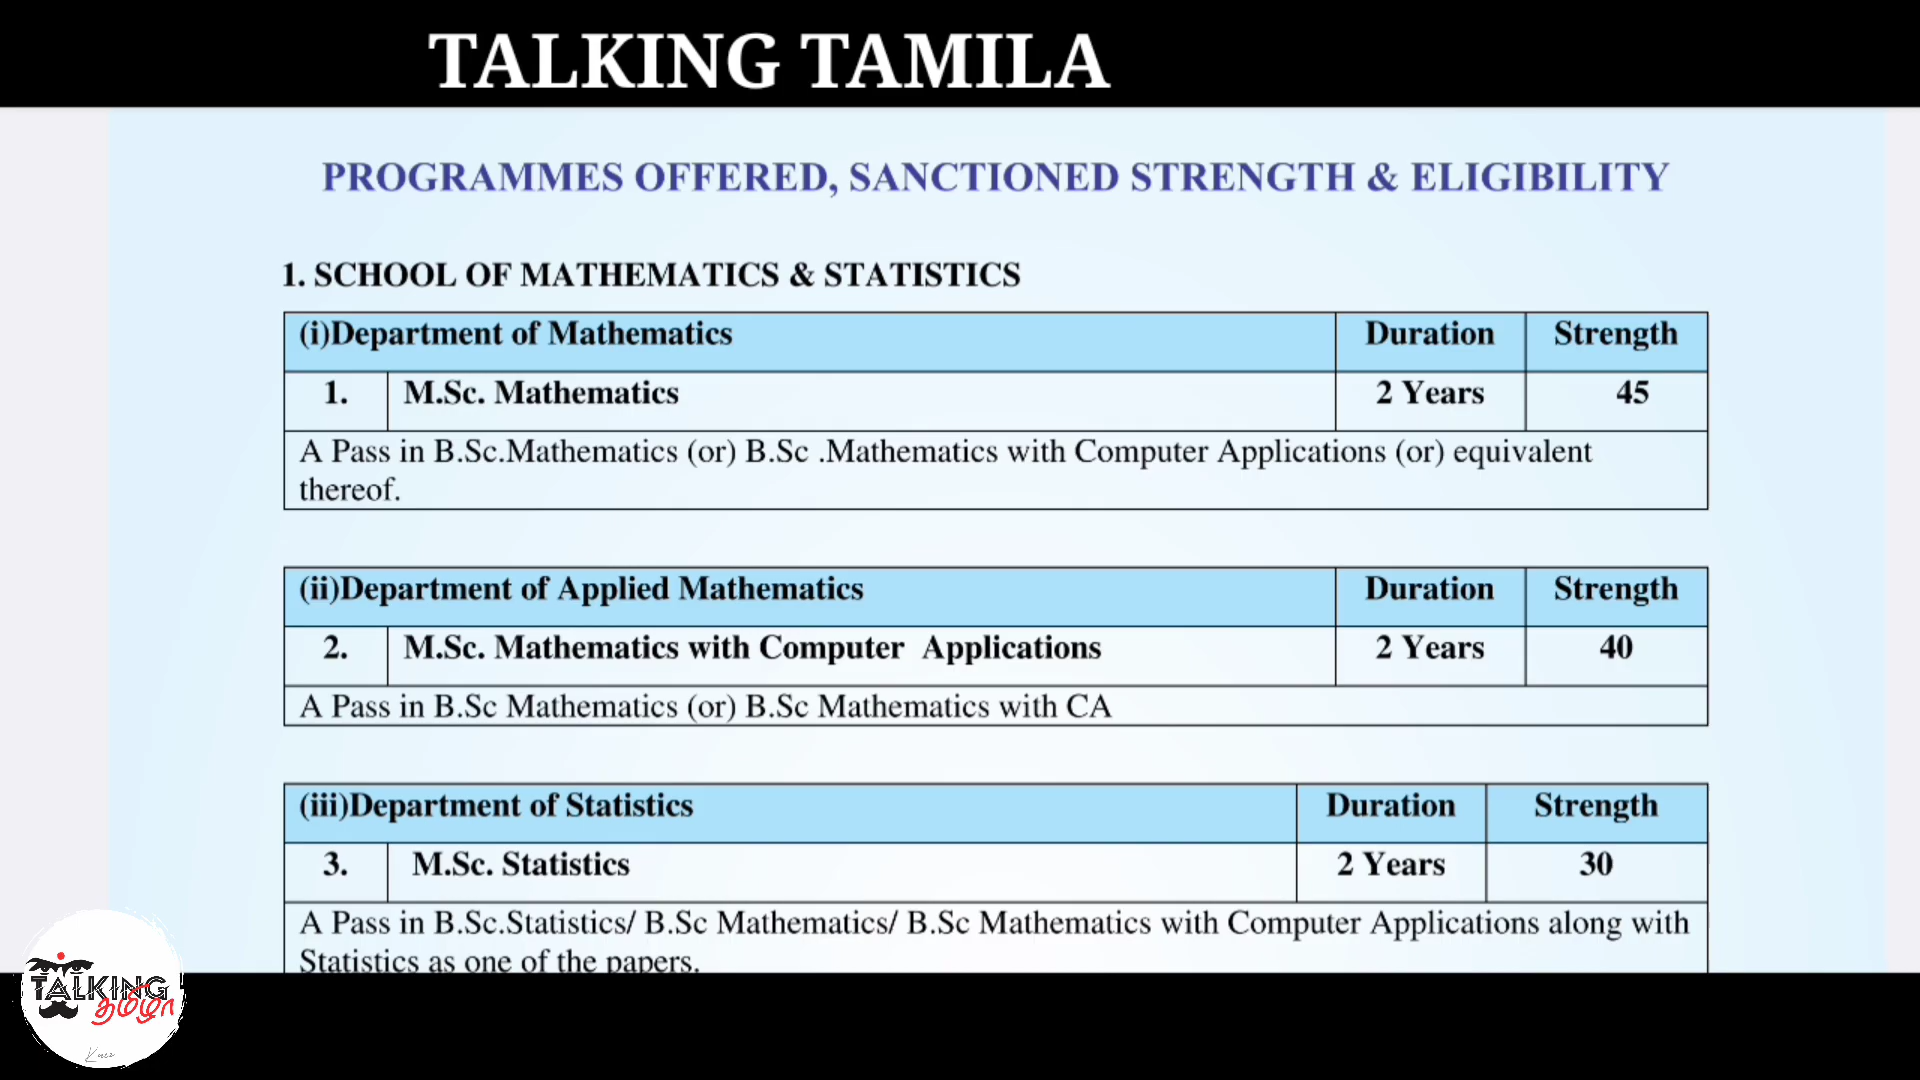 TALKING TAMILA
PROGRAMMES OFFERED, SANCTIONED STRENGTH & ELIGIBILITY
1. SCHOOL OF MATHEMATICS & STATISTICS
(i)Department of Mathematics Duration Strength
1. M.Sc. Mathematics 2 Years 45
A Pass in B.Sc.Mathematics (or) B.Sc .Mathematics with Computer Applications (or) equivalent
thereof.
(ii)Department of Applied Mathematics Duration Strength
2. M.Sc. Mathematics with Computer Applications 2 Years 40
A Pass in B.Sc Mathematics (or) B.Sc Mathematics with CA
(iii)Department of Statistics Duration Strength
3. M.Sc. Statistics 2 Years 30
A Pass in B.Sc.Statistics/ B.Sc Mathematics/ B.Sc Mathematics with Computer Applications along with
Statistics as one of the papers.
TALKING
தமிழா